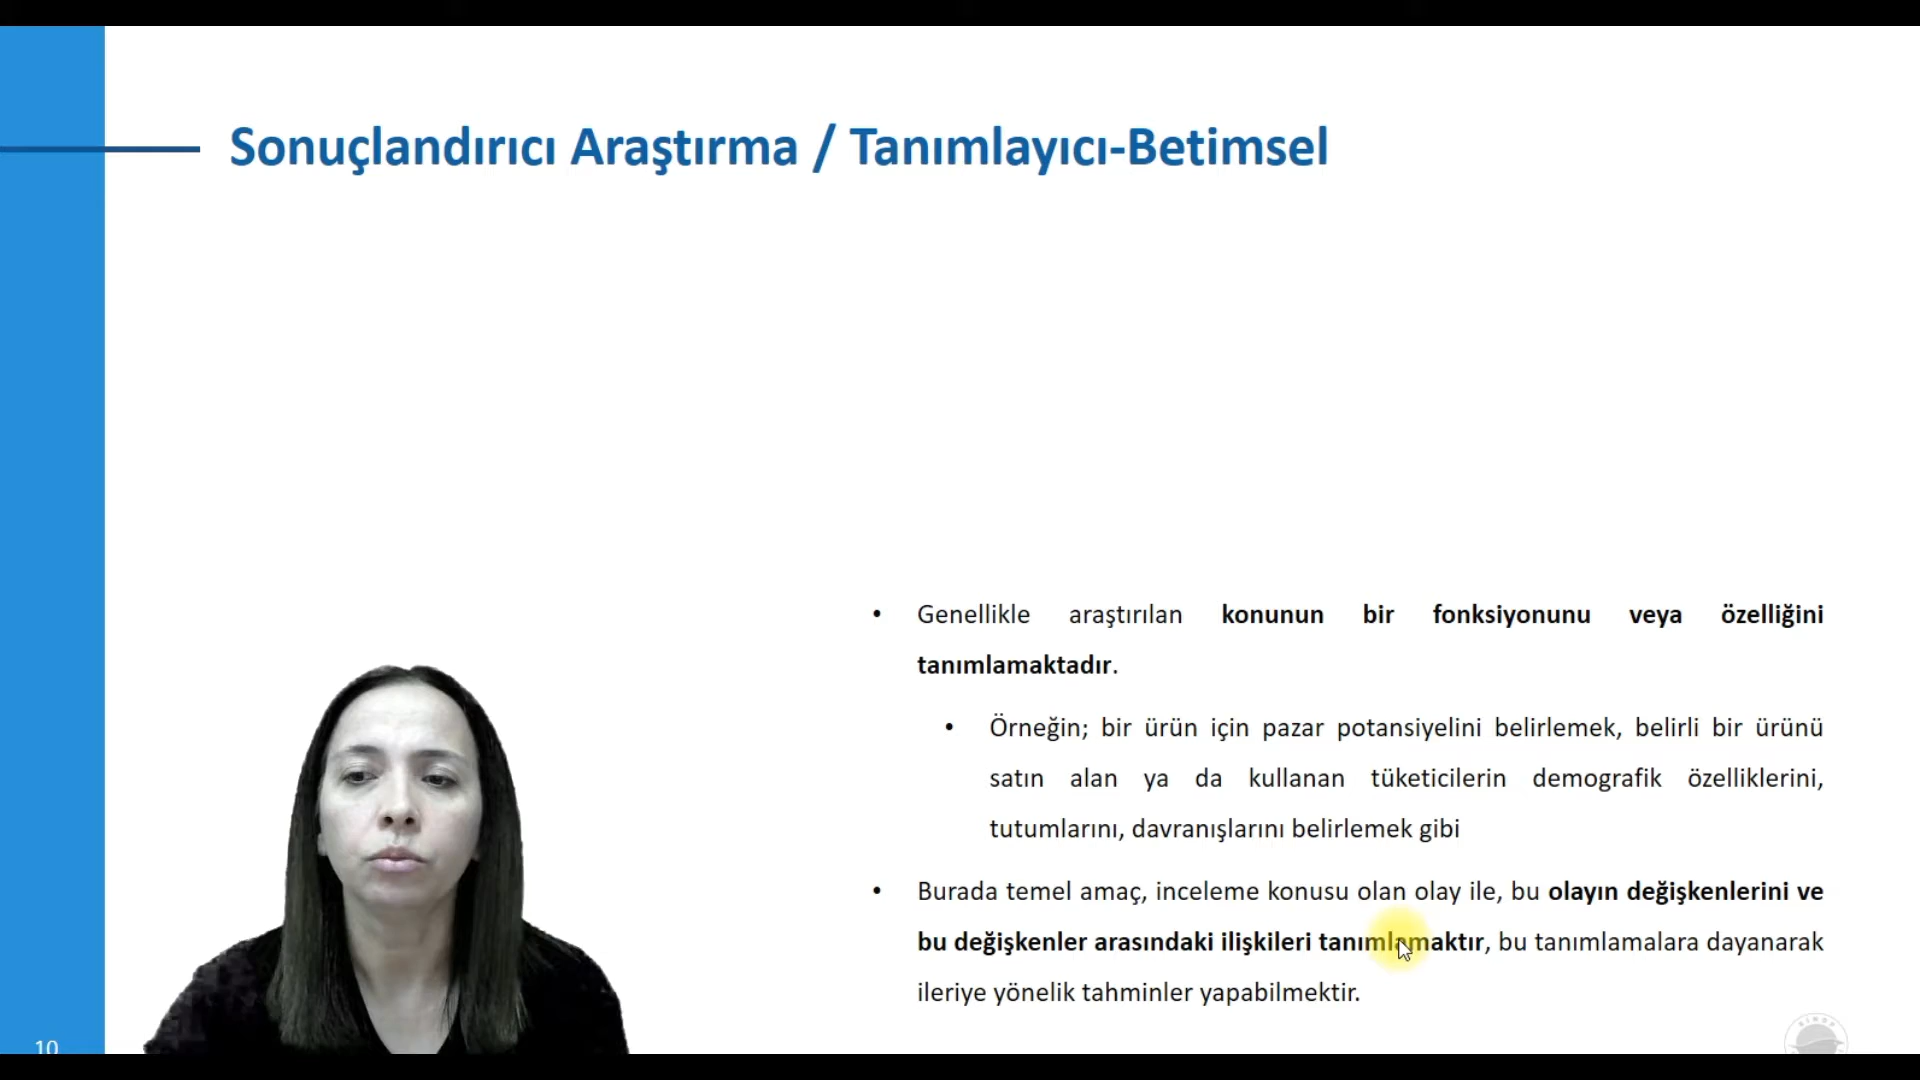 Sonuçlandırıcı Araştırma / Tanımlayıcı-Betimsel
• Genellikle araştırılan konunun bir fonksiyonunu veya özelliğini
tanımlamaktadır.
• Örneğin; bir ürün için pazar potansiyelini belirlemek, belirli bir ürünü
satın alan ya da kullanan tüketicilerin demografik özelliklerini,
tutumlarını, davranışlarını belirlemek gibi
• Burada temel amaç, inceleme konusu olan olay ile, bu olayın değişkenlerini ve
bu değişkenler arasındaki ilişkileri tanımlamaktır, bu tanımlamalara dayanarak
ileriye yönelik tahminler yapabilmektir.
10
SİNOP